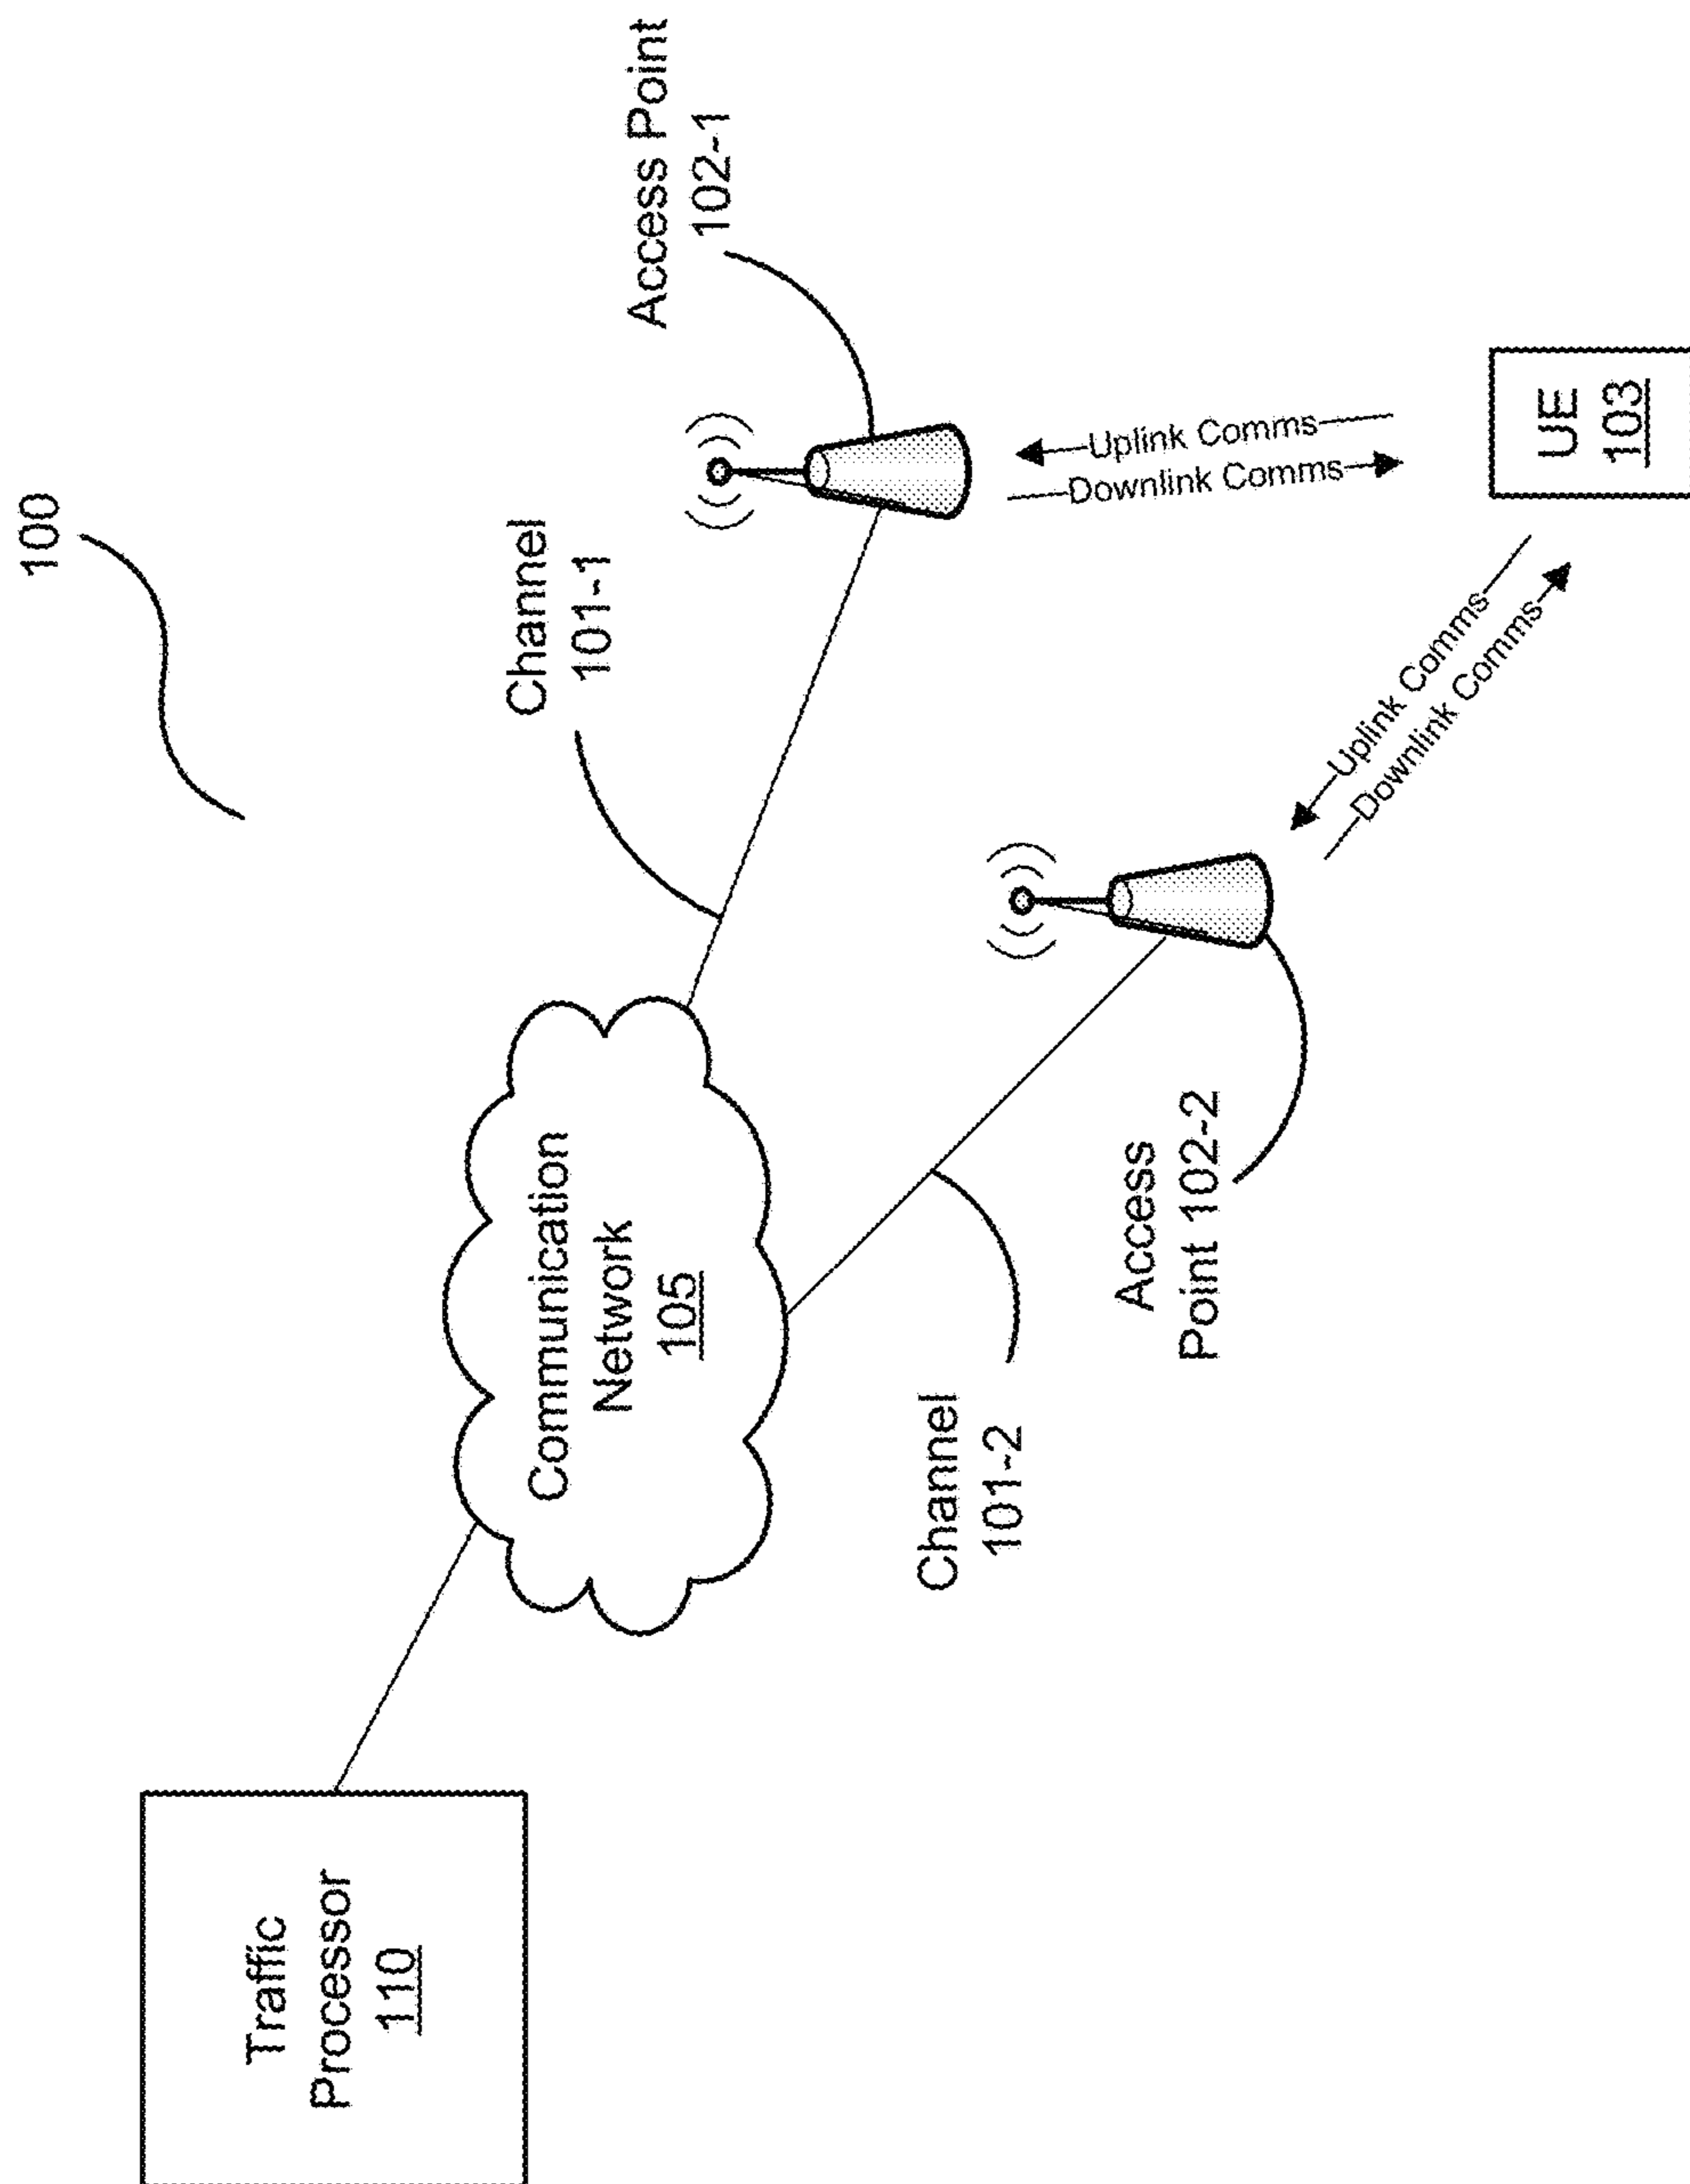 100
Traffic
Processor
110
Communication
Network
105
Channel
101-1
Access Point
102-1
Channel
101-2
Access
Point 102-2
Uplink Comms
Downlink Comms
Uplink Comms
Downlink Comms
UE
103